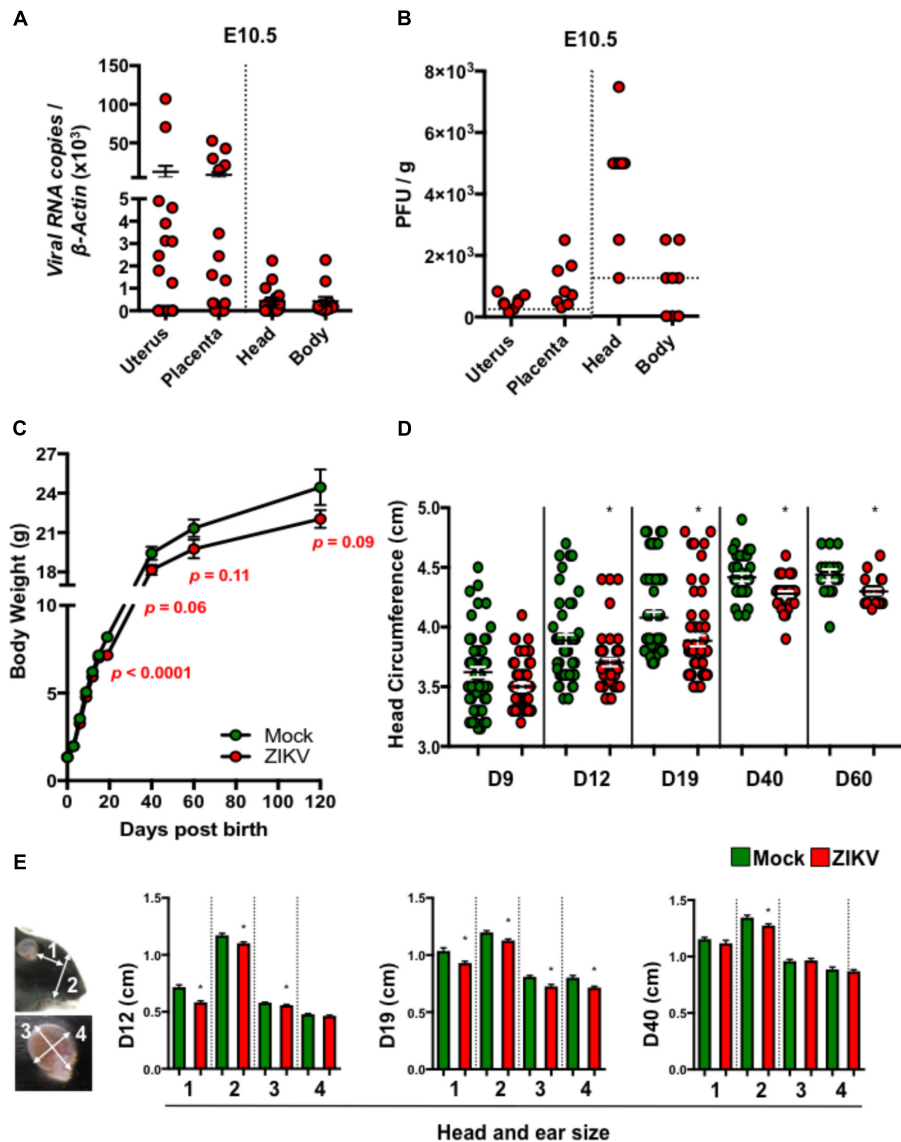 A
E10.5
Viral RNA copies /
β-Actin (x10³)
150
100
50
5
4
3
2
1
0
Uterus
Placenta
Head
Body
B
E10.5
PFU / g
8×10³
6×10³
4×10³
2×10³
0
Uterus
Placenta
Head
Body
C
Body Weight (g)
27
24
21
18
10
5
0
p = 0.09
p = 0.11
p = 0.06
p < 0.0001
Mock
ZIKV
0 20 40 60 80 100 120
Days post birth
D
Head Circumference (cm)
5.0
4.5
4.0
3.5
3.0
* * * *
D9 D12 D19 D40 D60
E
Mock ZIKV
1
2
3 4
D12 (cm)
1.5
1.0
0.5
0.0
* * *
1 2 3 4
D19 (cm)
1.5
1.0
0.5
0.0
* * * *
1 2 3 4
D40 (cm)
1.5
1.0
0.5
0.0
*
1 2 3 4
Head and ear size